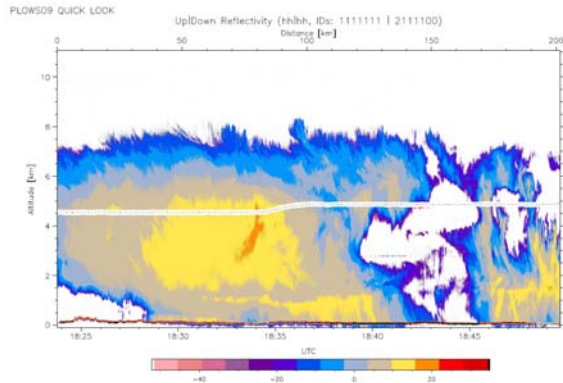 PLOWS09 QUICK LOOK
Up|Down Reflectivity (hh|hh, IDs: 1111111 | 2111100)
Distance [km]
0 50 100 150 200
10
8
6
4
2
0
Altitude [km]
18:25 18:30 18:35 18:40 18:45
UTC
-40 -20 0 20